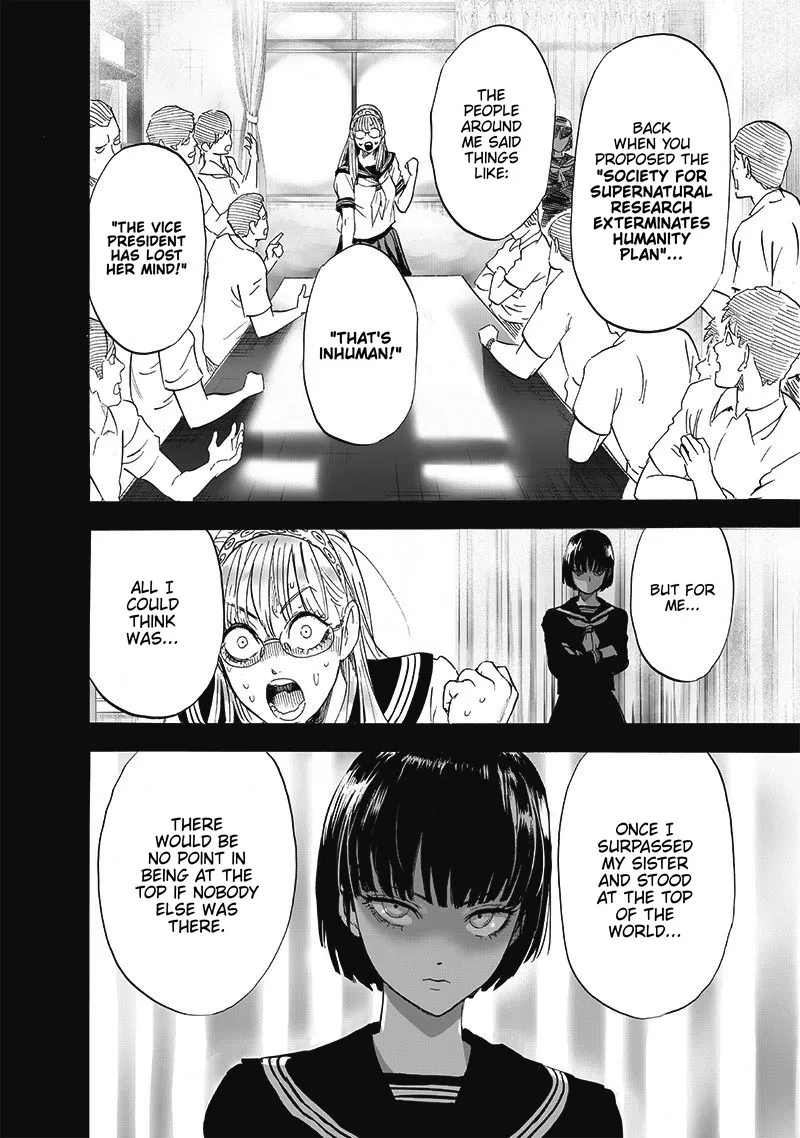 BACK
WHEN YOU
PROPOSED THE
"SOCIETY FOR
SUPERNATURAL
RESEARCH
EXTERMINATES
HUMANITY
PLAN"...
THE
PEOPLE
AROUND
ME SAID
THINGS
LIKE:
"THAT'S
INHUMAN!"
"THE VICE
PRESIDENT
HAS LOST
HER MIND!"
BUT FOR
ME...
ALL I
COULD
THINK
WAS...
ONCE I
SURPASSED
MY SISTER
AND STOOD
AT THE TOP
OF THE
WORLD...
THERE
WOULD BE
NO POINT IN
BEING AT THE
TOP IF NOBODY
ELSE WAS
THERE.